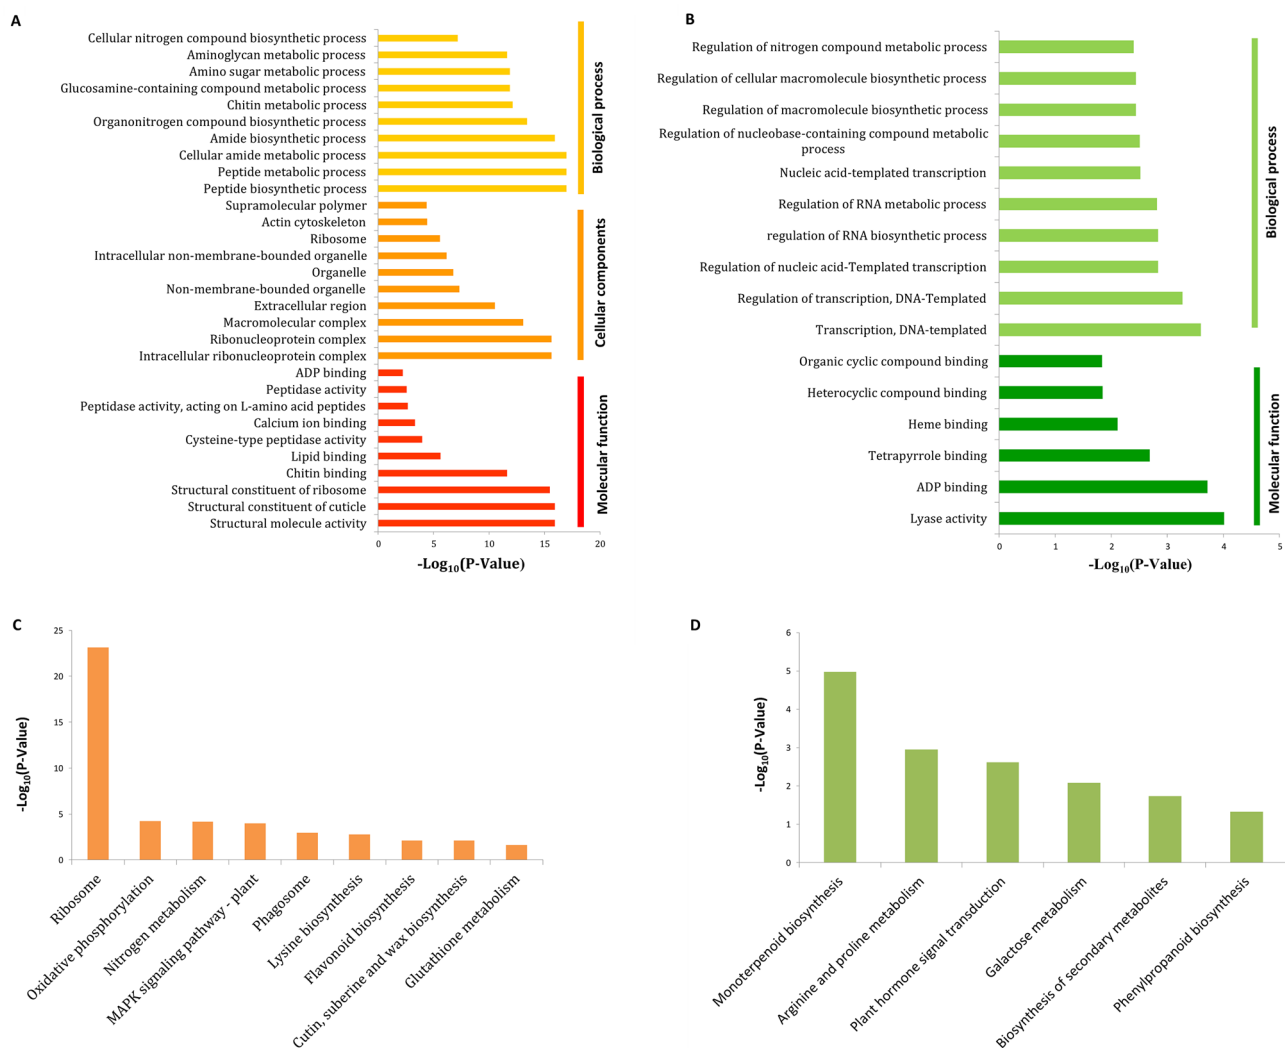 A
Cellular nitrogen compound biosynthetic process
Aminoglycan metabolic process
Amino sugar metabolic process
Glucosamine-containing compound metabolic process
Chitin metabolic process
Organonitrogen compound biosynthetic process
Amide biosynthetic process
Cellular amide metabolic process
Peptide metabolic process
Peptide biosynthetic process
Supramolecular polymer
Actin cytoskeleton
Ribosome
Intracellular non-membrane-bounded organelle
Organelle
Non-membrane-bounded organelle
Extracellular region
Macromolecular complex
Ribonucleoprotein complex
Intracellular ribonucleoprotein complex
ADP binding
Peptidase activity
Peptidase activity, acting on L-amino acid peptides
Calcium ion binding
Cysteine-type peptidase activity
Lipid binding
Chitin binding
Structural constituent of ribosome
Structural constituent of cuticle
Structural molecule activity
0 5 10 15 20
-Log10(P-Value)
Biological process
Cellular components
Molecular function
B
Regulation of nitrogen compound metabolic process
Regulation of cellular macromolecule biosynthetic process
Regulation of macromolecule biosynthetic process
Regulation of nucleobase-containing compound metabolic
process
Nucleic acid-templated transcription
Regulation of RNA metabolic process
regulation of RNA biosynthetic process
Regulation of nucleic acid-Templated transcription
Regulation of transcription, DNA-Templated
Transcription, DNA-templated
Organic cyclic compound binding
Heterocyclic compound binding
Heme binding
Tetrapyrrole binding
ADP binding
Lyase activity
0 1 2 3 4 5
-Log10(P-Value)
Biological process
Molecular function
C
25
20
15
10
5
0
-Log10(P-Value)
Ribosome
Oxidative phosphorylation
Nitrogen metabolism
MAPK signaling pathway - plant
Phagosome
Lysine biosynthesis
Flavonoid biosynthesis
Cutin, suberine and wax biosynthesis
Glutathione metabolism
D
6
5
4
3
2
1
0
-Log10(P-Value)
Monoterpenoid biosynthesis
Arginine and proline metabolism
Plant hormone signal transduction
Galactose metabolism
Biosynthesis of secondary metabolites
Phenylpropanoid biosynthesis